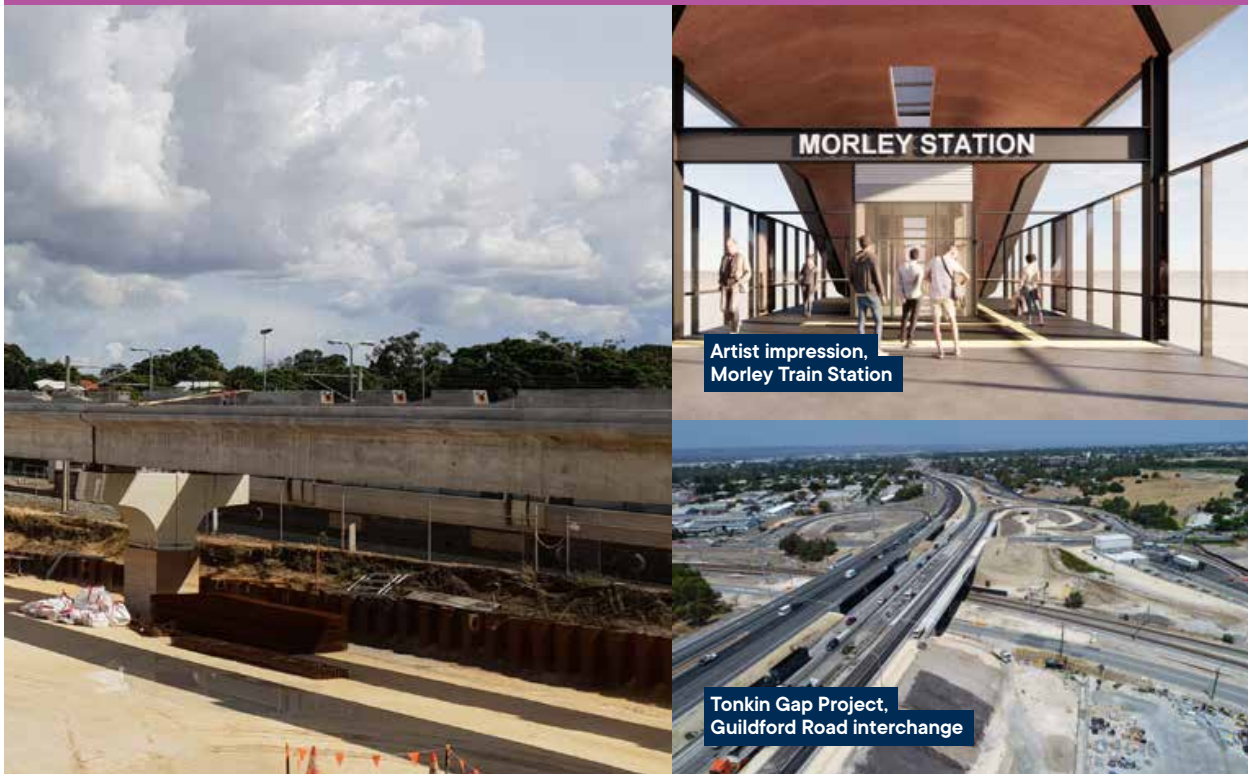 MORLEY STATION
Artist impression,
Morley Train Station
Tonkin Gap Project,
Guildford Road interchange